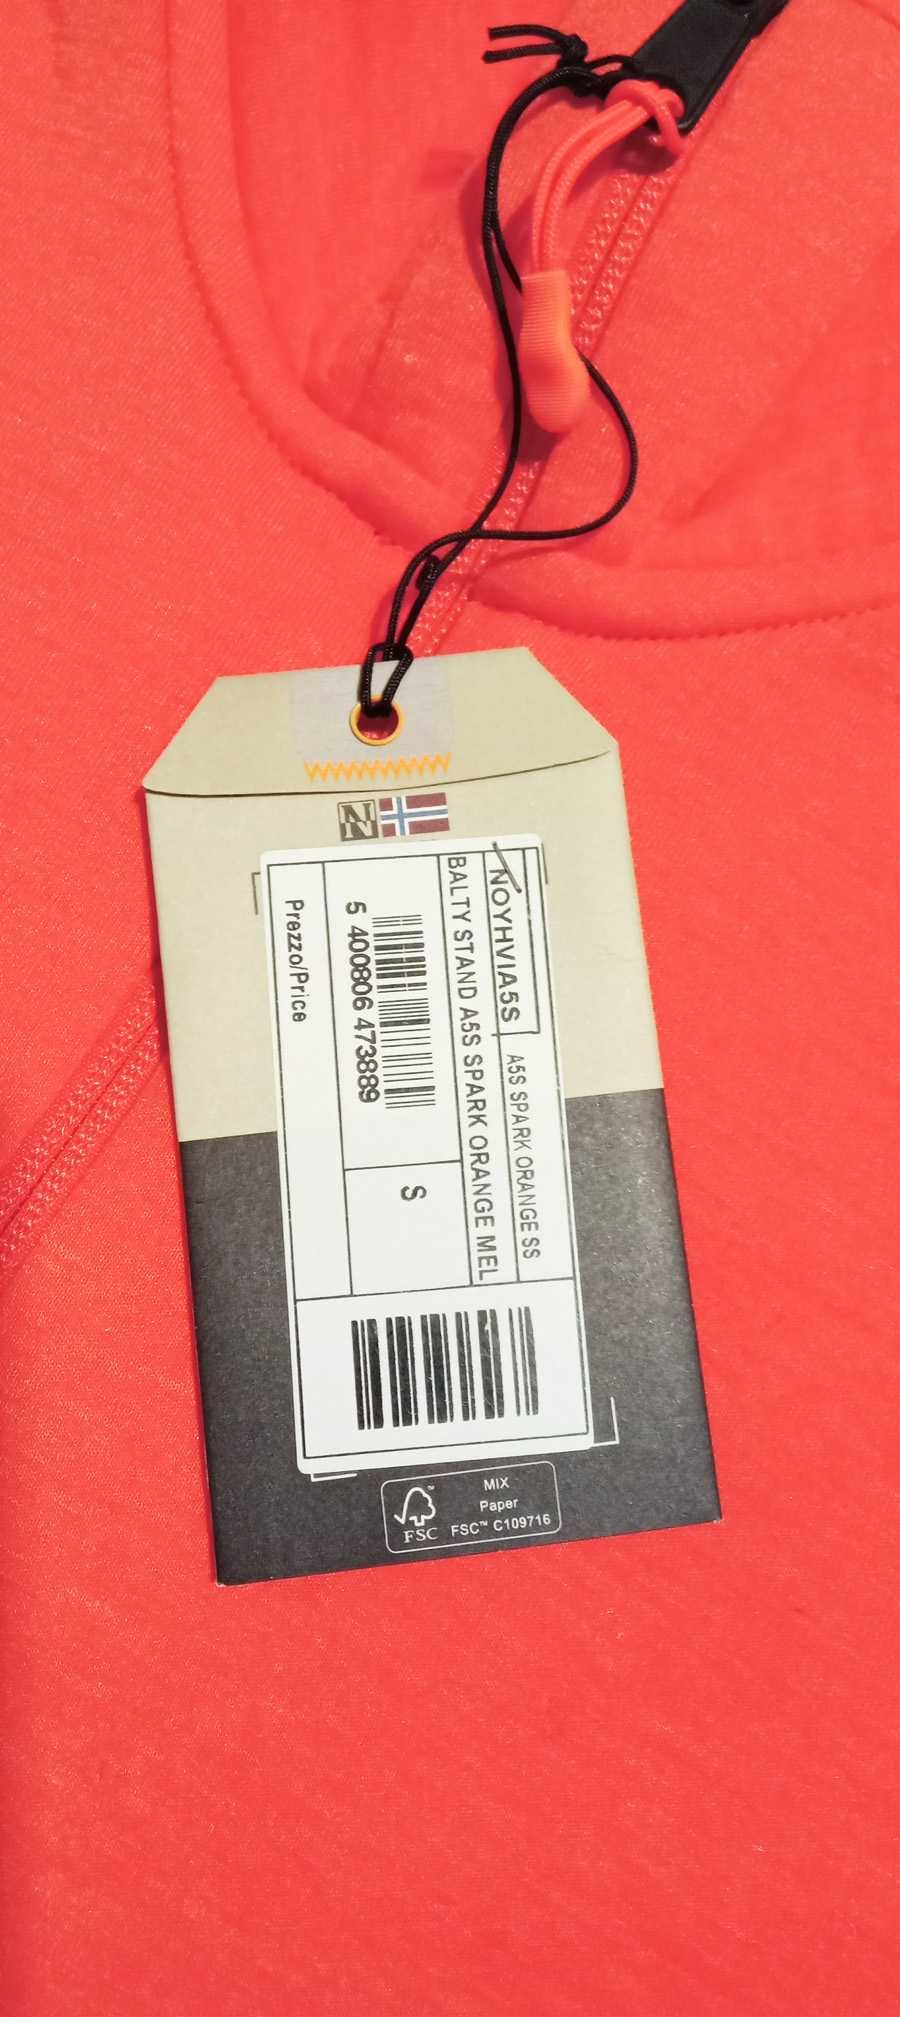 NOYHVIA5S
A5S SPARK ORANGE SS
BALTY STAND A5S SPARK ORANGE MEL
5 400806 473889
S
Prezzo/Price
MIX
Paper
FSC™ C109716
FSC